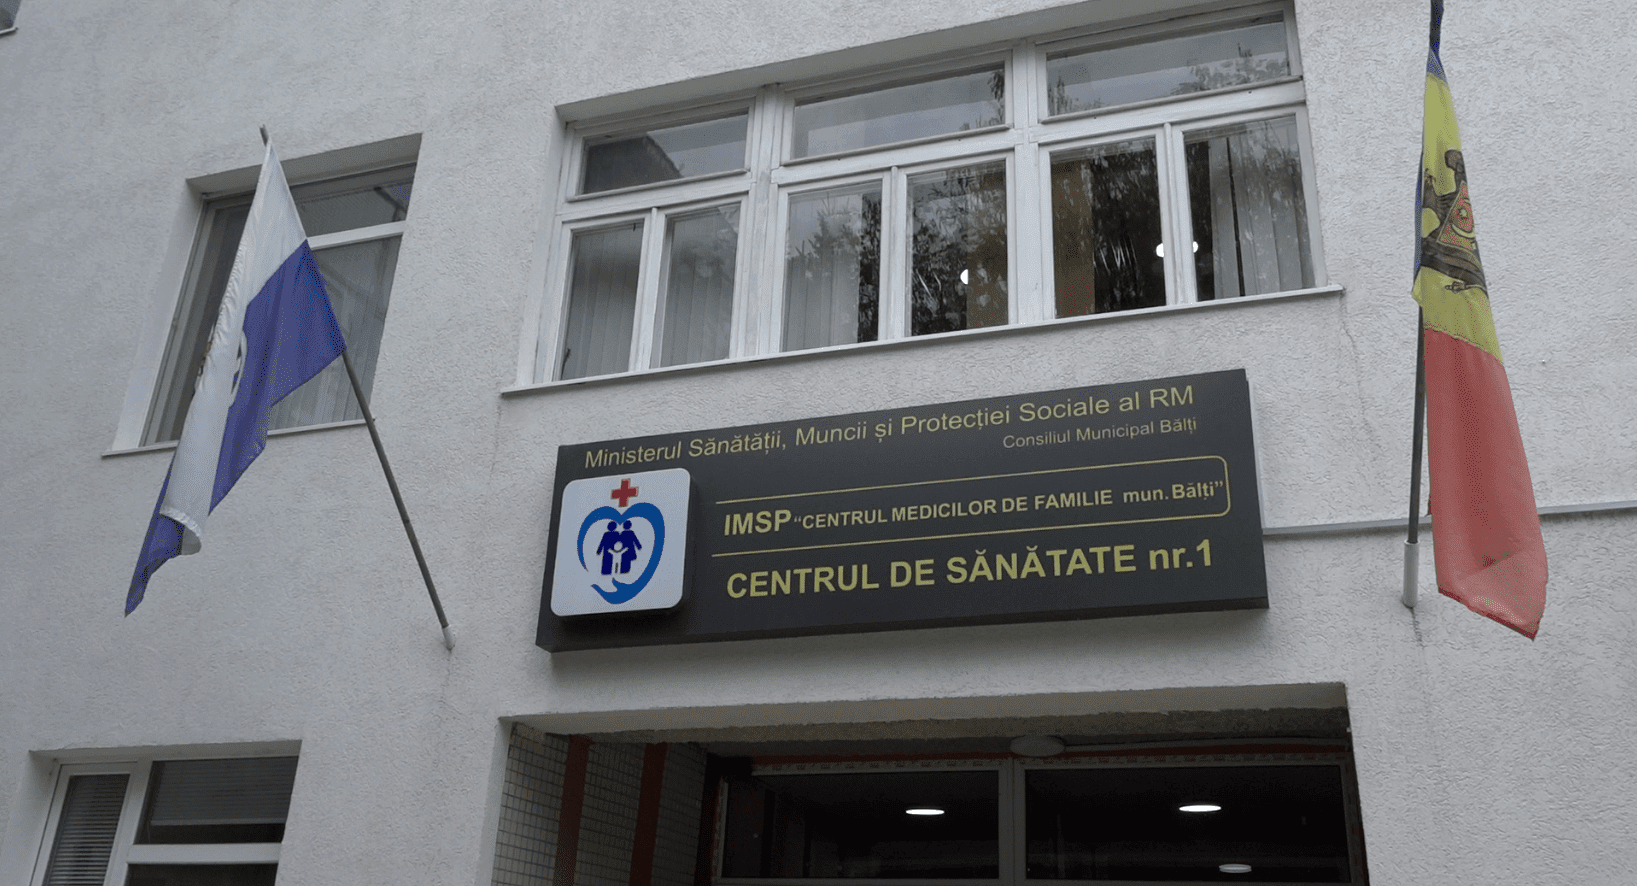 Ministerul Sănătății, Muncii și Protecției Sociale al RM
Consiliul Municipal Bălți
IMSP “CENTRUL MEDICILOR DE FAMILIE mun. Bălți”
CENTRUL DE SĂNĂTATE nr.1